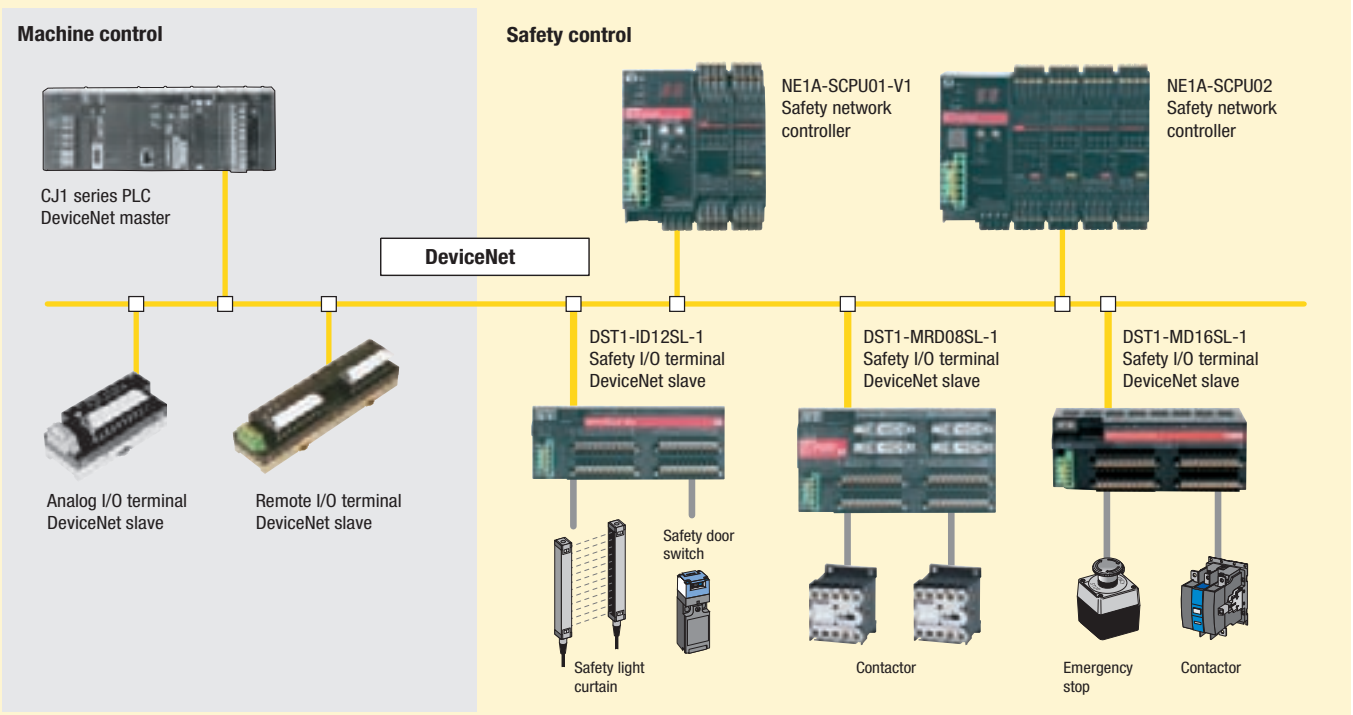 Machine control
Safety control
NE1A-SCPU01-V1
Safety network
controller
NE1A-SCPU02
Safety network
controller
CJ1 series PLC
DeviceNet master
DeviceNet
DST1-ID12SL-1
Safety I/O terminal
DeviceNet slave
DST1-MRD08SL-1
Safety I/O terminal
DeviceNet slave
DST1-MD16SL-1
Safety I/O terminal
DeviceNet slave
Analog I/O terminal
DeviceNet slave
Remote I/O terminal
DeviceNet slave
Safety door
switch
Safety light
curtain
Contactor
Emergency
stop
Contactor